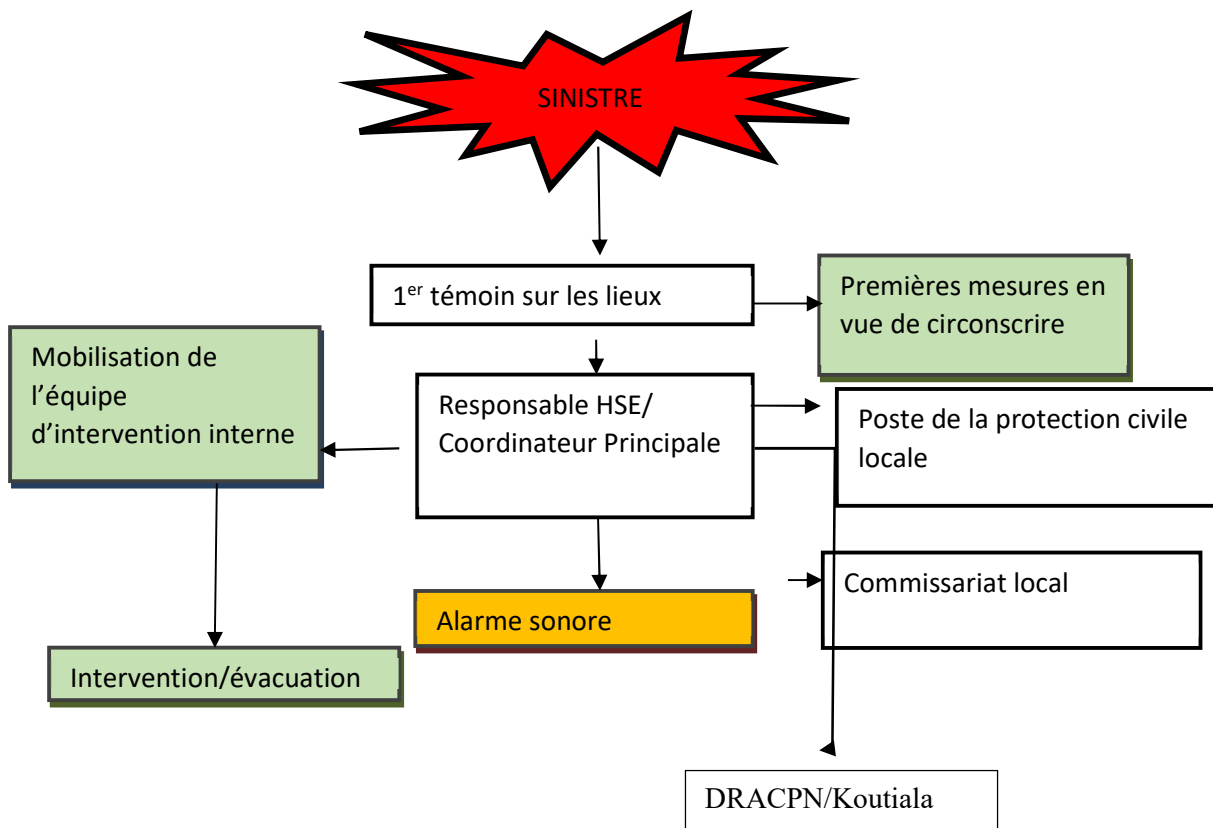 SINISTRE
1er témoin sur les lieux
Premières mesures en
vue de circonscrire
Mobilisation de
l’équipe
d’intervention interne
Responsable HSE/
Coordinateur Principale
Poste de la protection civile
locale
Alarme sonore
Commissariat local
Intervention/évacuation
DRACPN/Koutiala